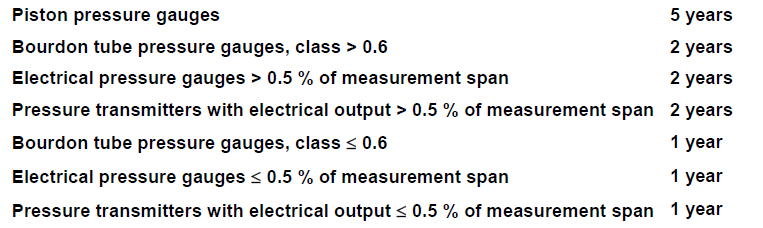 Piston pressure gauges 5 years
Bourdon tube pressure gauges, class > 0.6 2 years
Electrical pressure gauges > 0.5 % of measurement span 2 years
Pressure transmitters with electrical output > 0.5 % of measurement span 2 years
Bourdon tube pressure gauges, class ≤ 0.6 1 year
Electrical pressure gauges ≤ 0.5 % of measurement span 1 year
Pressure transmitters with electrical output ≤ 0.5 % of measurement span 1 year